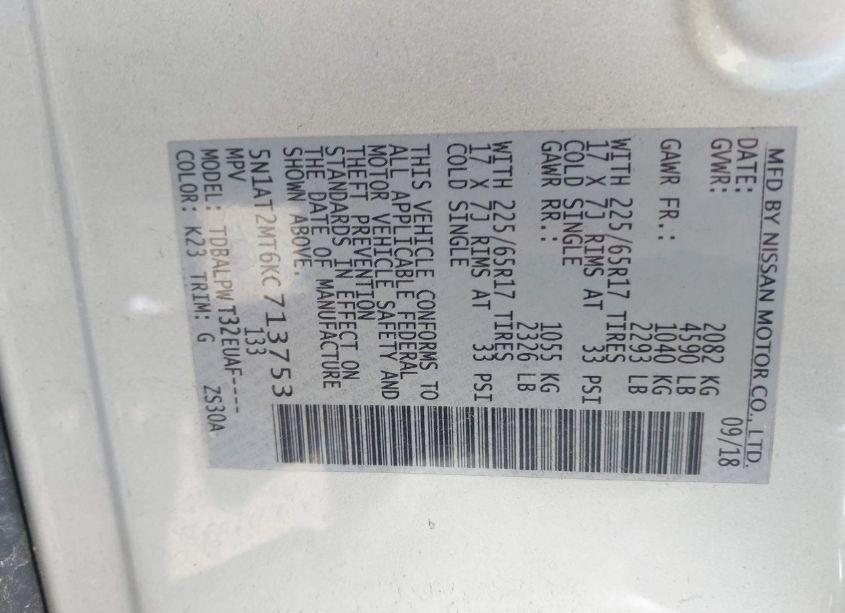 MFD BY NISSAN MOTOR CO., LTD.
DATE: 09/18
GVWR: 2082 KG
4590 LB
GAWR FR.: 1040 KG
2293 LB
WITH 225/65R17 TIRES
17 X 7J RIMS AT 33 PSI
COLD SINGLE
GAWR RR.: 1055 KG
2326 LB
WITH 225/65R17 TIRES
17 X 7J RIMS AT 33 PSI
COLD SINGLE
THIS VEHICLE CONFORMS TO
ALL APPLICABLE FEDERAL
MOTOR VEHICLE SAFETY AND
THEFT PREVENTION
STANDARDS IN EFFECT ON
THE DATE OF MANUFACTURE
SHOWN ABOVE.
5N1AT2MT6KC713753
MPV 133
MODEL: TDBALPWT32EUAF----
COLOR: K23 TRIM: G ZS30A